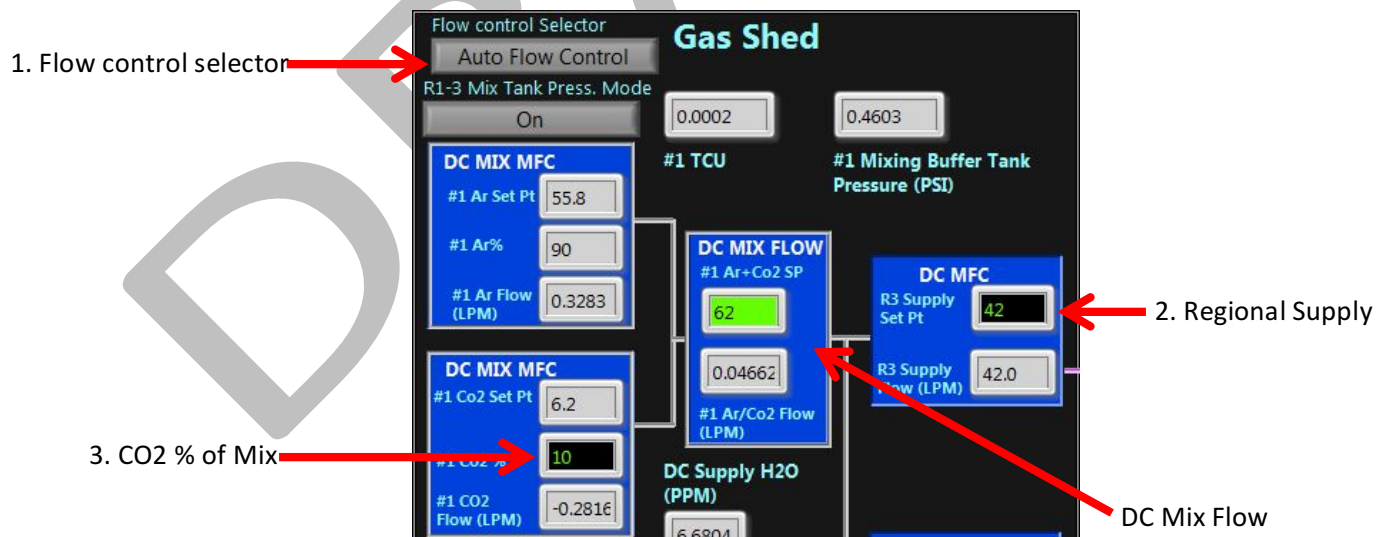 Flow control Selector
Auto Flow Control
Gas Shed
1. Flow control selector
R1-3 Mix Tank Press. Mode
On
0.0002
0.4603
#1 TCU
#1 Mixing Buffer Tank
Pressure (PSI)
DC MIX MFC
#1 Ar Set Pt
55.8
#1 Ar%
90
#1 Ar Flow
(LPM)
0.3283
DC MIX FLOW
#1 Ar+Co2 SP
62
0.04662
#1 Ar/Co2 Flow
(LPM)
DC MFC
R3 Supply
Set Pt
42
2. Regional Supply
R3 Supply
Flow (LPM)
42.0
DC MIX MFC
#1 Co2 Set Pt
6.2
3. CO2 % of Mix
#1 Co2 %
10
#1 CO2
Flow (LPM)
-0.2816
DC Supply H2O
(PPM)
6.6804
DC Mix Flow